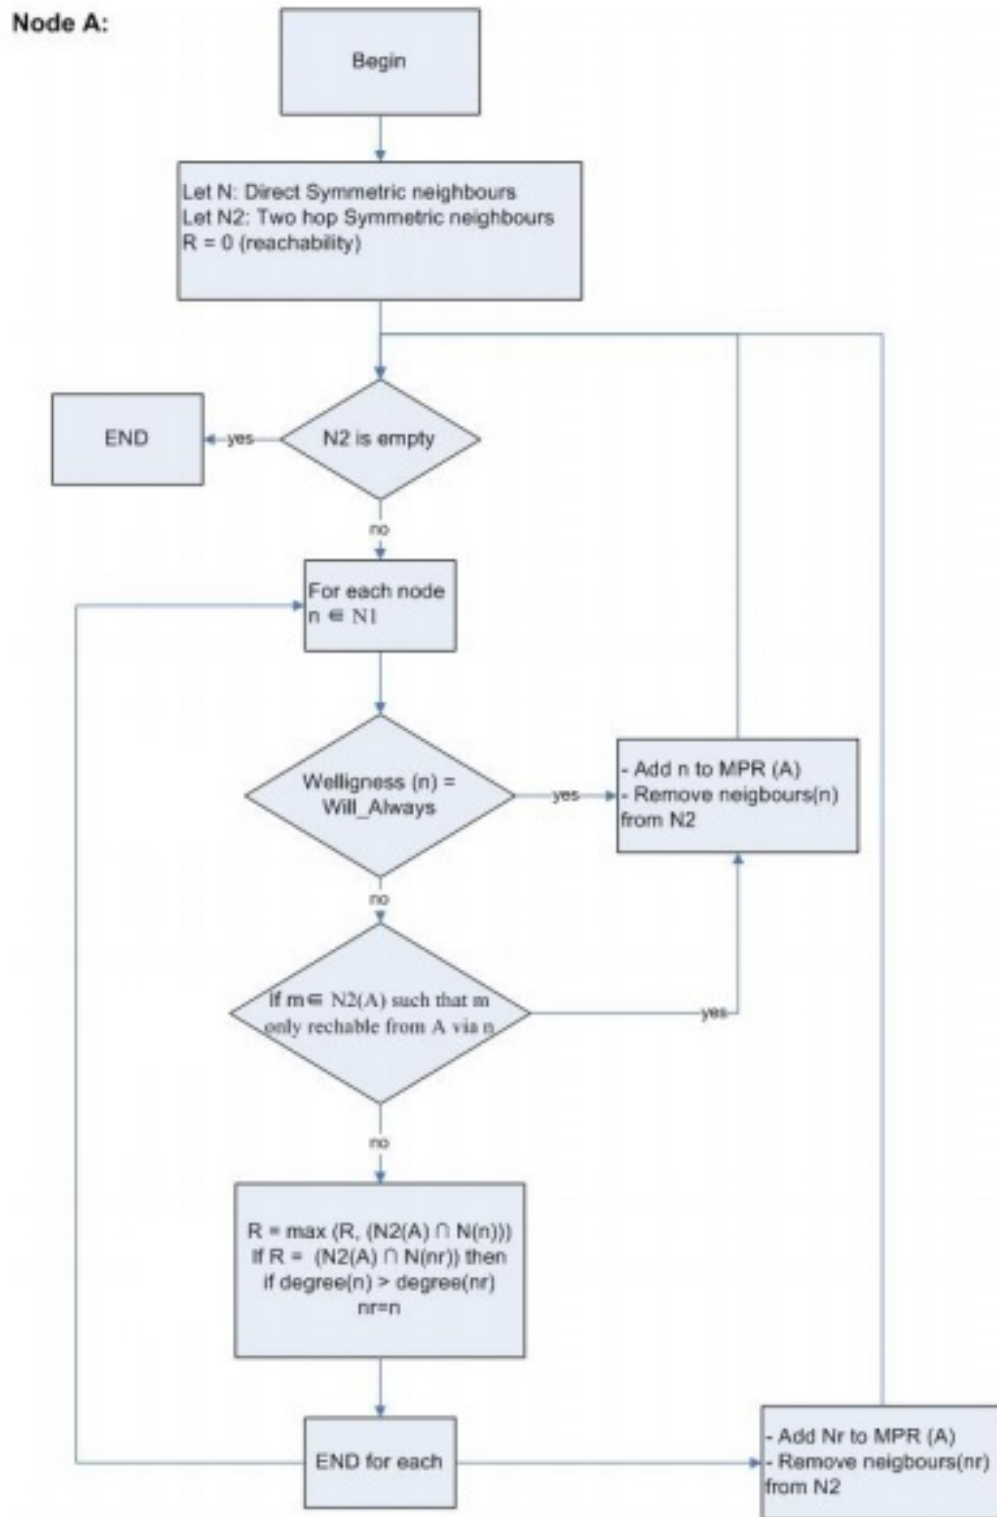 Node A:
Begin
Let N: Direct Symmetric neighbours
Let N2: Two hop Symmetric neighbours
R = 0 (reachability)
END
yes
N2 is empty
no
For each node
n ∈ N1
Welligness (n) =
Will_Always
yes
- Add n to MPR (A)
- Remove neigbours(n)
from N2
no
If m ∈ N2(A) such that m
only rechable from A via n
yes
no
R = max (R, (N2(A) ∩ N(n)))
If R = (N2(A) ∩ N(nr)) then
if degree(n) > degree(nr)
nr=n
END for each
- Add Nr to MPR (A)
- Remove neigbours(nr)
from N2